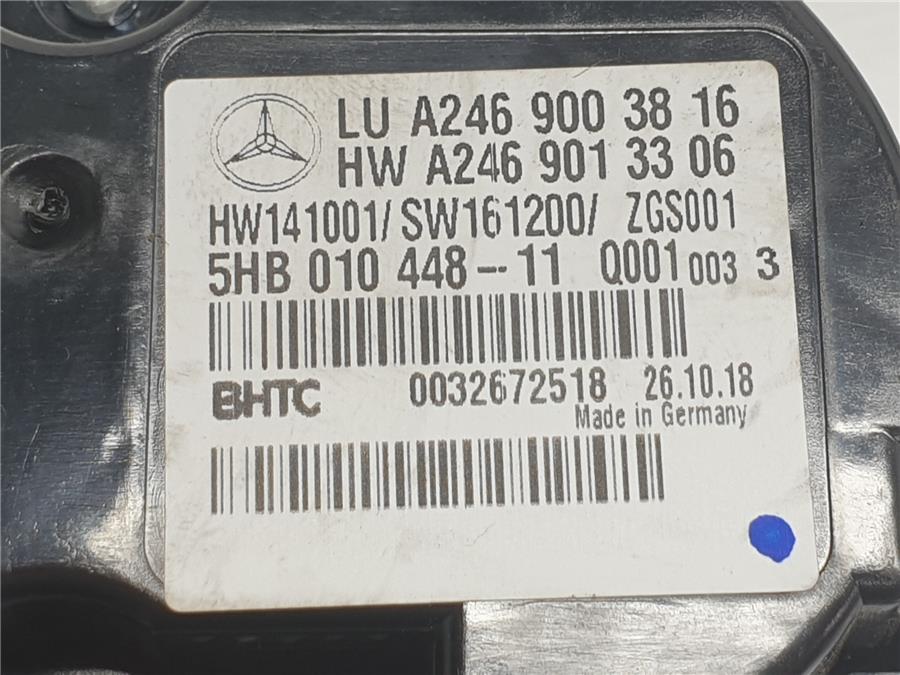 LU A246 900 38 16
HW A246 901 33 06
HW141001/ SW161200/ ZGS001
5HB 010 448--11 Q001 003 3
BHTC 0032672518 26.10.18
Made in Germany